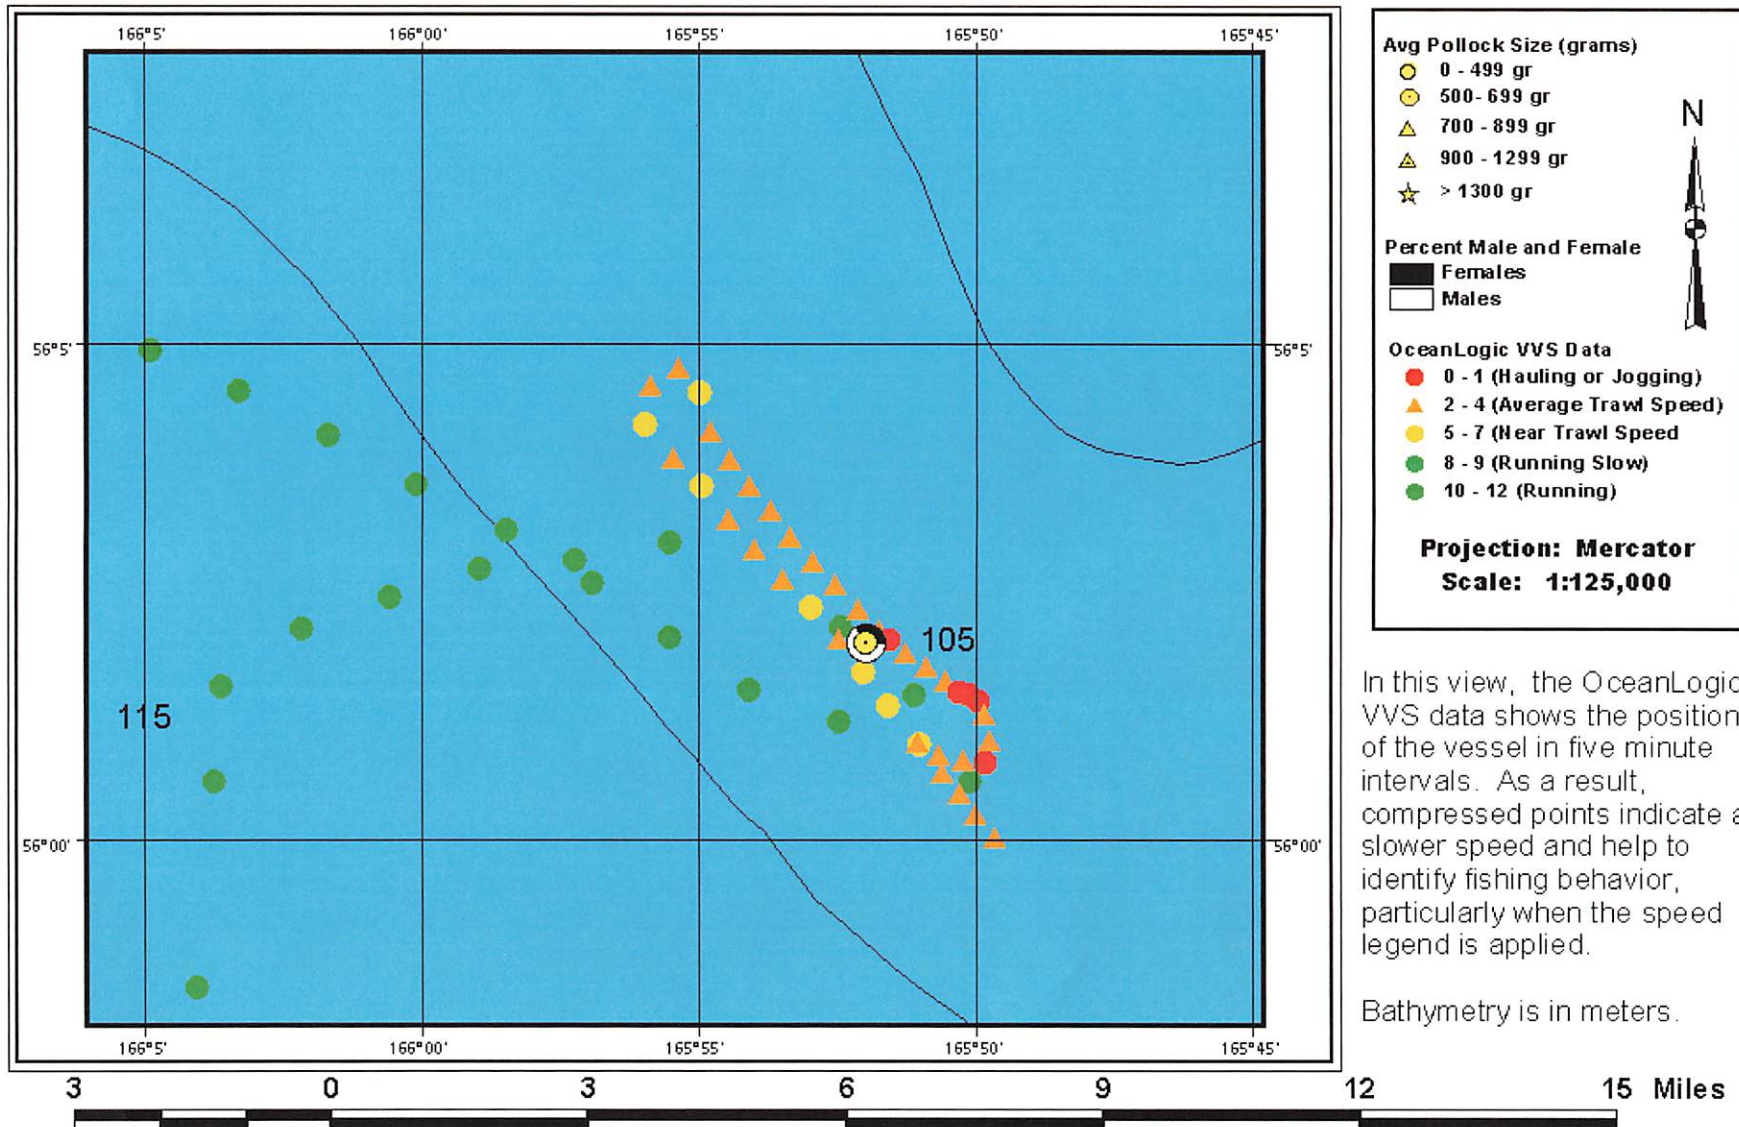 166°5' 166°00' 165°55' 165°50' 165°45'
56°5' 56°5'
105
115
56°00' 56°00'
166°5' 166°00' 165°55' 165°50' 165°45'
3 0 3 6 9 12 15 Miles
Avg Pollock Size (grams)
0 - 499 gr
500 - 699 gr
700 - 899 gr
900 - 1299 gr
> 1300 gr
N
Percent Male and Female
Females
Males
OceanLogic VVS Data
0 - 1 (Hauling or Jogging)
2 - 4 (Average Trawl Speed)
5 - 7 (Near Trawl Speed
8 - 9 (Running Slow)
10 - 12 (Running)
Projection: Mercator
Scale: 1:125,000
In this view, the OceanLogic
VVS data shows the position
of the vessel in five minute
intervals. As a result,
compressed points indicate a
slower speed and help to
identify fishing behavior,
particularly when the speed
legend is applied.
Bathymetry is in meters.